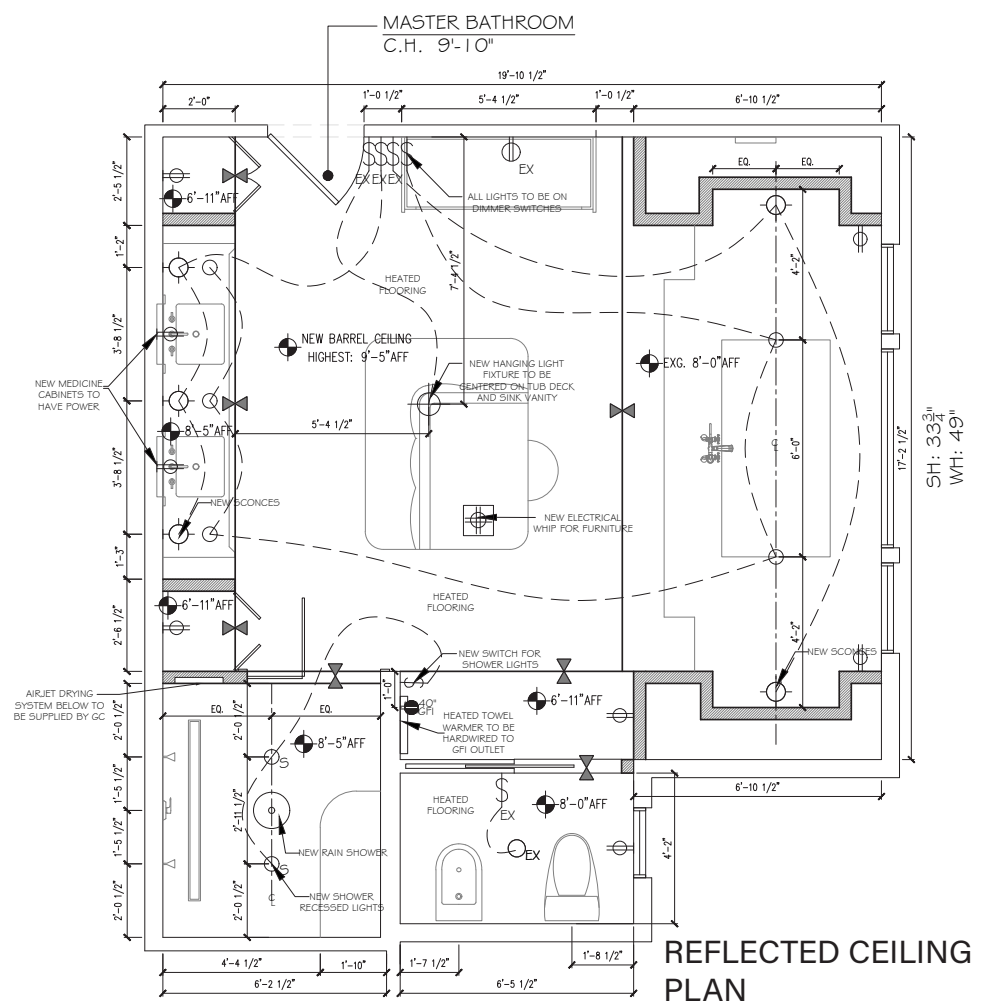 MASTER BATHROOM
C.H. 9'-10"
19'-10 1/2"
2'-0"
1'-0 1/2"
5'-4 1/2"
1'-0 1/2"
6'-10 1/2"
2'-5 1/2"
6'-11"AFF
EX EX EX
EX
ALL LIGHTS TO BE ON
DIMMER SWITCHES
EQ.
EQ.
1'-2"
HEATED
FLOORING
7'-4 1/2"
4'-2"
3'-8 1/2"
NEW BARREL CEILING
HIGHEST: 9'-5"AFF
EXG. 8'-0"AFF
NEW MEDICINE
CABINETS TO
HAVE POWER
NEW HANGING LIGHT
FIXTURE TO BE
CENTERED ON TUB DECK
AND SINK VANITY
8'-5"AFF
5'-4 1/2"
3'-8 1/2"
6'-0"
17'-2 1/2"
SH: 33¾"
WH: 49"
NEW SCONCES
NEW ELECTRICAL
WHIP FOR FURNITURE
1'-3"
6'-11"AFF
HEATED
FLOORING
2'-6 1/2"
4'-2"
NEW SWITCH FOR
SHOWER LIGHTS
NEW SCONCES
AIRJET DRYING
SYSTEM BELOW TO
BE SUPPLIED BY GC
1'-0"
EQ.
EQ.
40"
GFI
6'-11"AFF
HEATED TOWEL
WARMER TO BE
HARDWIRED TO
GFI OUTLET
2'-0 1/2"
2'-0 1/2"
8'-5"AFF
S
1'-5 1/2"
2'-11 1/2"
HEATED
FLOORING
EX
8'-0"AFF
6'-10 1/2"
1'-5 1/2"
NEW RAIN SHOWER
EX
4'-2"
S
2'-0 1/2"
2'-0 1/2"
NEW SHOWER
RECESSED LIGHTS
4'-4 1/2"
1'-10"
1'-7 1/2"
1'-8 1/2"
6'-2 1/2"
6'-5 1/2"
REFLECTED CEILING
PLAN